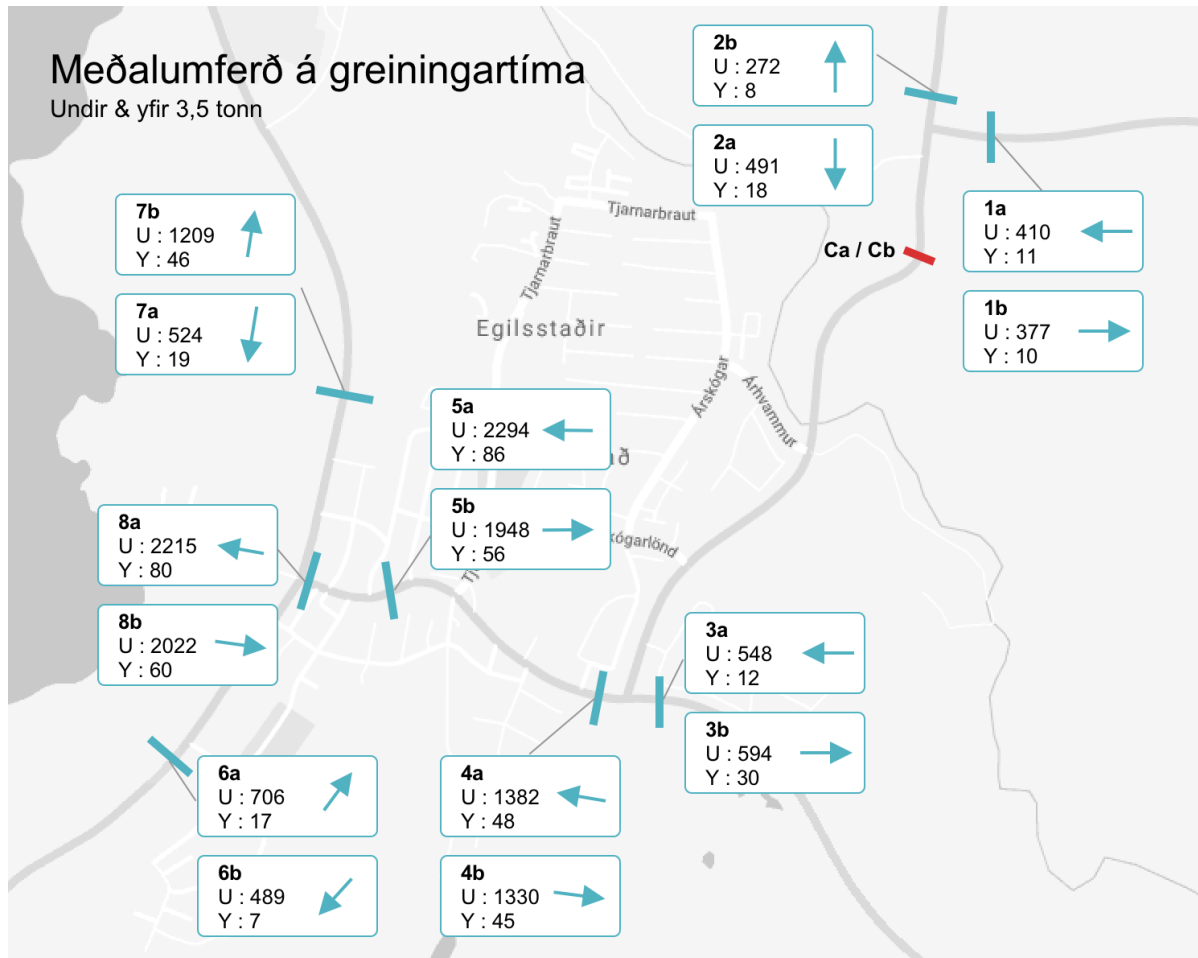 Meðalumferð á greiningartíma
Undir & yfir 3,5 tonn
2b
U : 272
Y : 8
2a
U : 491
Y : 18
1a
U : 410
Y : 11
1b
U : 377
Y : 10
Ca / Cb
7b
U : 1209
Y : 46
7a
U : 524
Y : 19
Tjarnarbraut
Tjarnarbraut
Egilsstaðir
Árskógar
Árhvammur
5a
U : 2294
Y : 86
5b
U : 1948
Y : 56
8a
U : 2215
Y : 80
8b
U : 2022
Y : 60
3a
U : 548
Y : 12
3b
U : 594
Y : 30
6a
U : 706
Y : 17
6b
U : 489
Y : 7
4a
U : 1382
Y : 48
4b
U : 1330
Y : 45